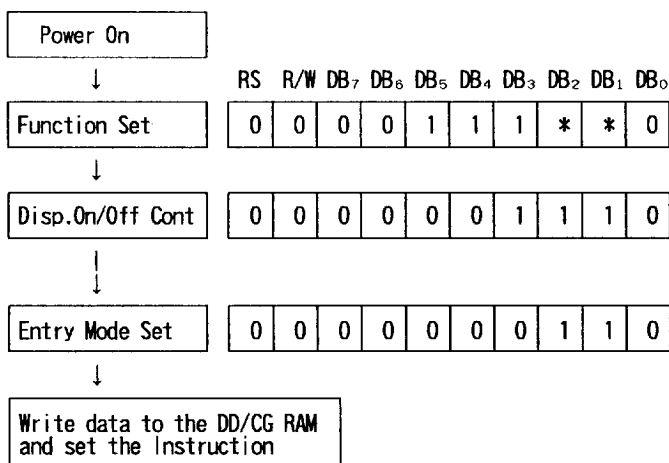 Power On
RS R/W DB₇ DB₆ DB₅ DB₄ DB₃ DB₂ DB₁ DB₀
Function Set 0 0 0 0 1 1 1 * * 0
Disp.On/Off Cont 0 0 0 0 0 0 1 1 1 0
Entry Mode Set 0 0 0 0 0 0 0 1 1 0
Write data to the DD/CG RAM
and set the Instruction